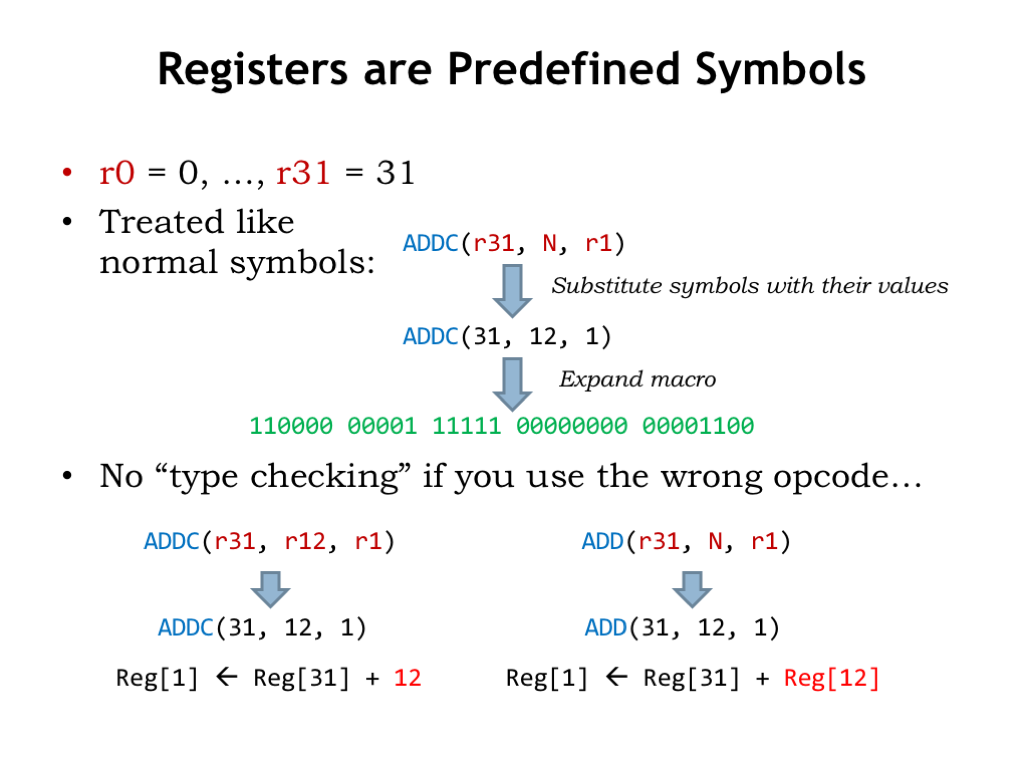 Registers are Predefined Symbols
• r0 = 0, …, r31 = 31
• Treated like
normal symbols:
ADDC(r31, N, r1)
Substitute symbols with their values
ADDC(31, 12, 1)
Expand macro
110000 00001 11111 00000000 00001100
• No “type checking” if you use the wrong opcode…
ADDC(r31, r12, r1)
ADDC(31, 12, 1)
Reg[1] ← Reg[31] + 12
ADD(r31, N, r1)
ADD(31, 12, 1)
Reg[1] ← Reg[31] + Reg[12]